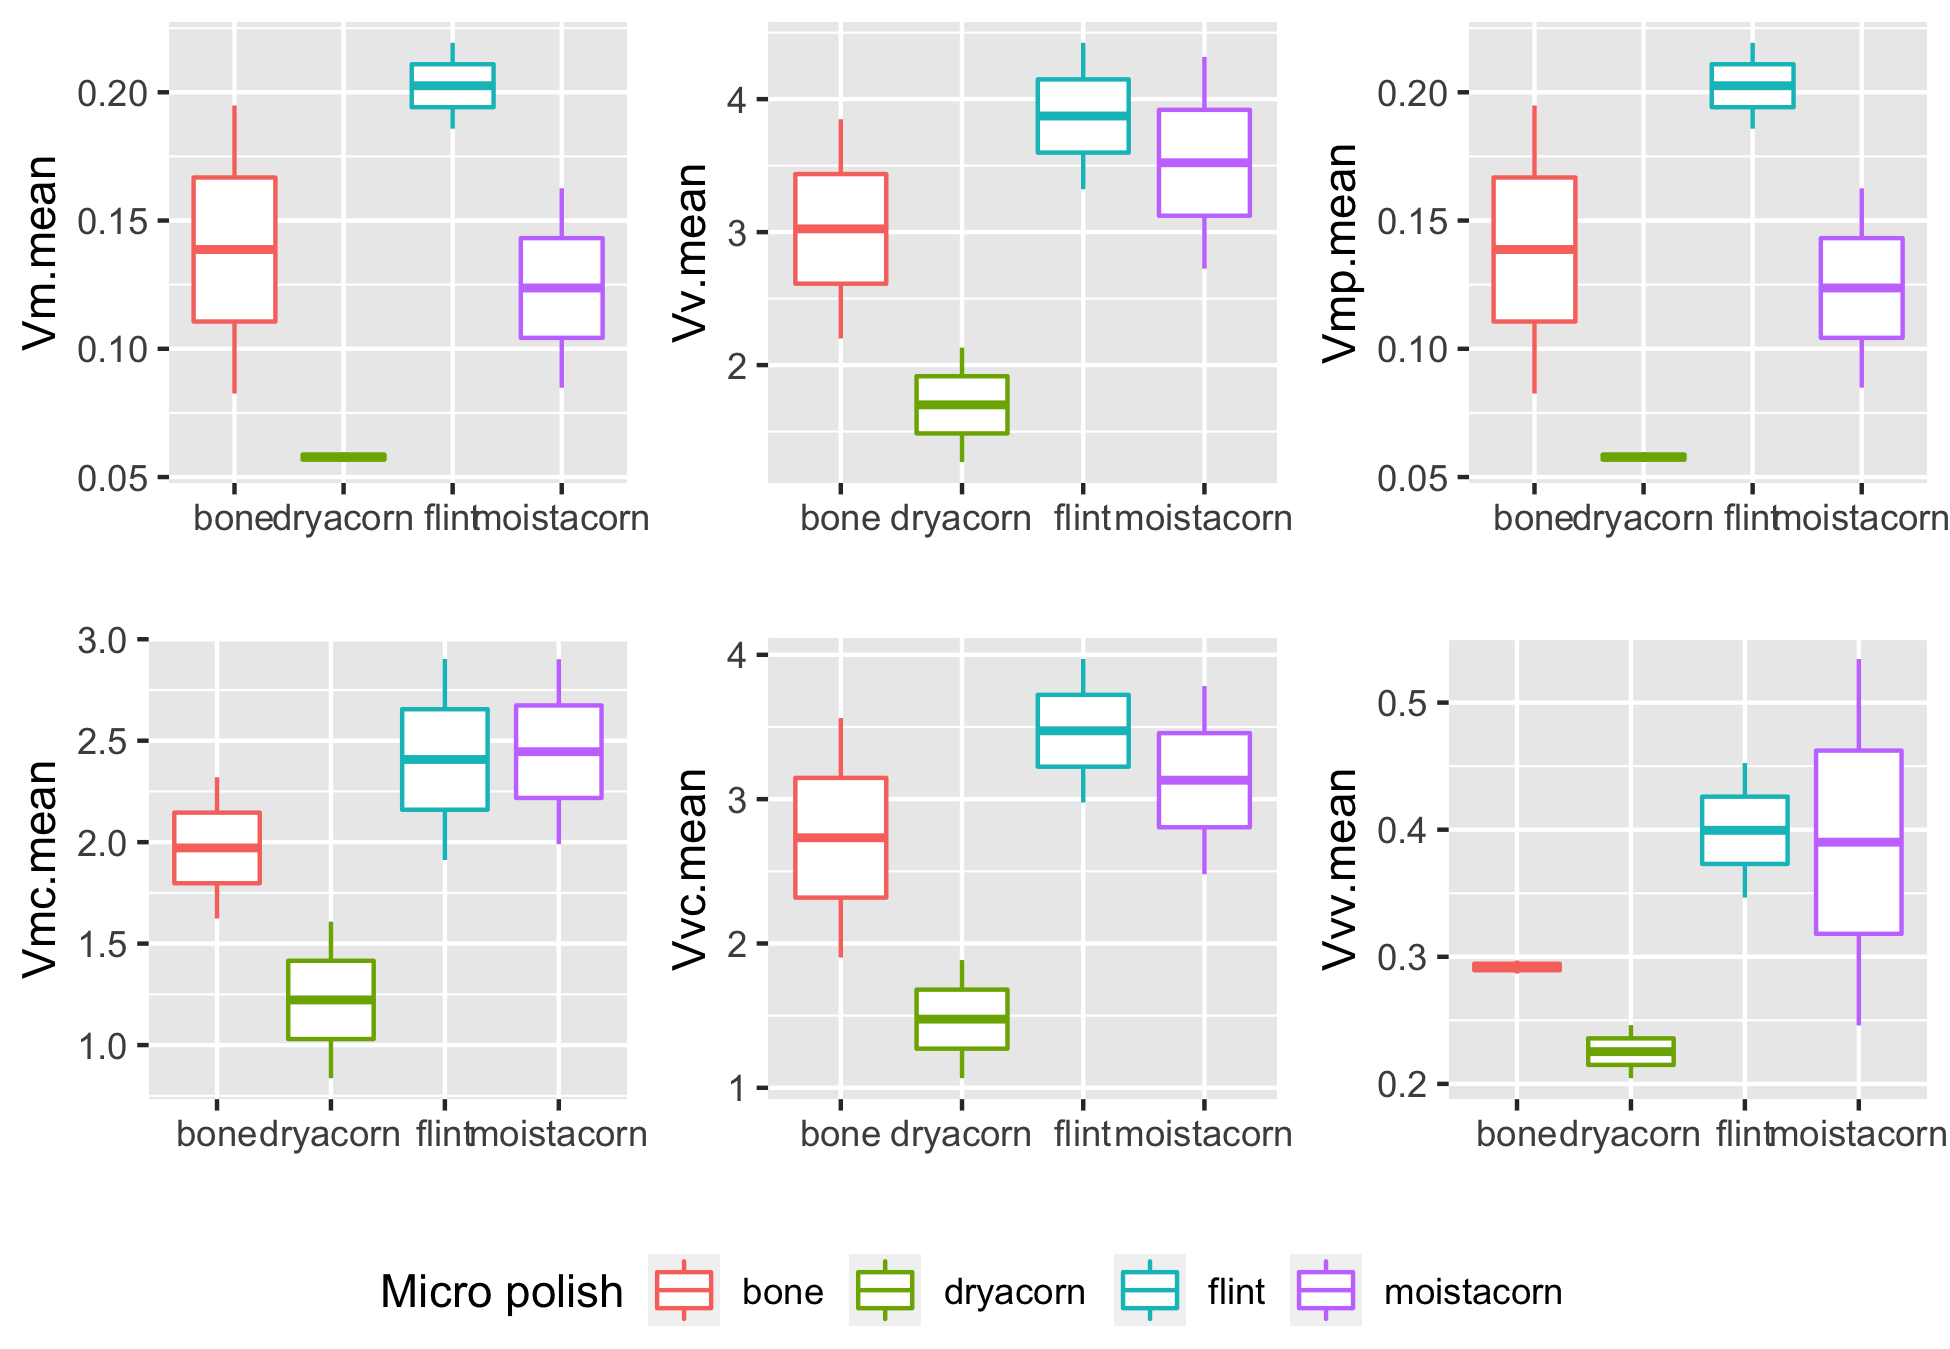 Vm.mean
0.20
0.15
0.10
0.05
bone dryacorn flint moistacorn
Vv.mean
4
3
2
bone dryacorn flint moistacorn
Vmp.mean
0.20
0.15
0.10
0.05
bone dryacorn flint moistacorn
Vmc.mean
3.0
2.5
2.0
1.5
1.0
bone dryacorn flint moistacorn
Vvc.mean
4
3
2
1
bone dryacorn flint moistacorn
Vvv.mean
0.5
0.4
0.3
0.2
bone dryacorn flint moistacorn
Micro polish bone dryacorn flint moistacorn